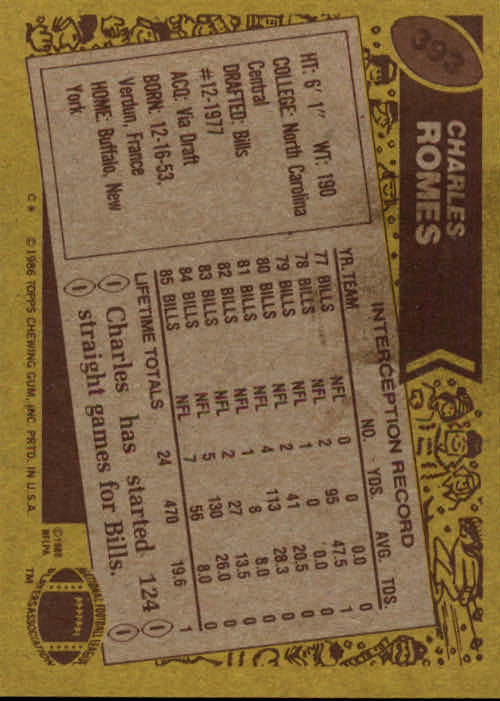 393
CHARLES
ROMES
HT: 6' 1" WT: 190
COLLEGE: North Carolina
Central
DRAFTED: Bills
#12-1977
ACQ: Via Draft
BORN: 12-16-53,
Verdun, France
HOME: Buffalo, New
York
INTERCEPTION RECORD
YR. TEAM NO. YDS. AVG. TDS.
77 BILLS NFL 0 0 0.0 0
78 BILLS NFL 2 95 47.5 1
79 BILLS NFL 1 0 0.0 0
80 BILLS NFL 2 41 20.5 0
81 BILLS NFL 4 113 28.3 0
82 BILLS NFL 1 8 8.0 0
83 BILLS NFL 2 27 13.5 0
84 BILLS NFL 5 130 26.0 0
85 BILLS NFL 7 56 8.0 0
LIFETIME TOTALS 24 470 19.6 1
Charles has started 124
straight games for Bills.
C* © 1986 TOPPS CHEWING GUM, INC. PRTD. IN U.S.A.
NFLPA
FOOTBALL
ASSOCIATION
TM